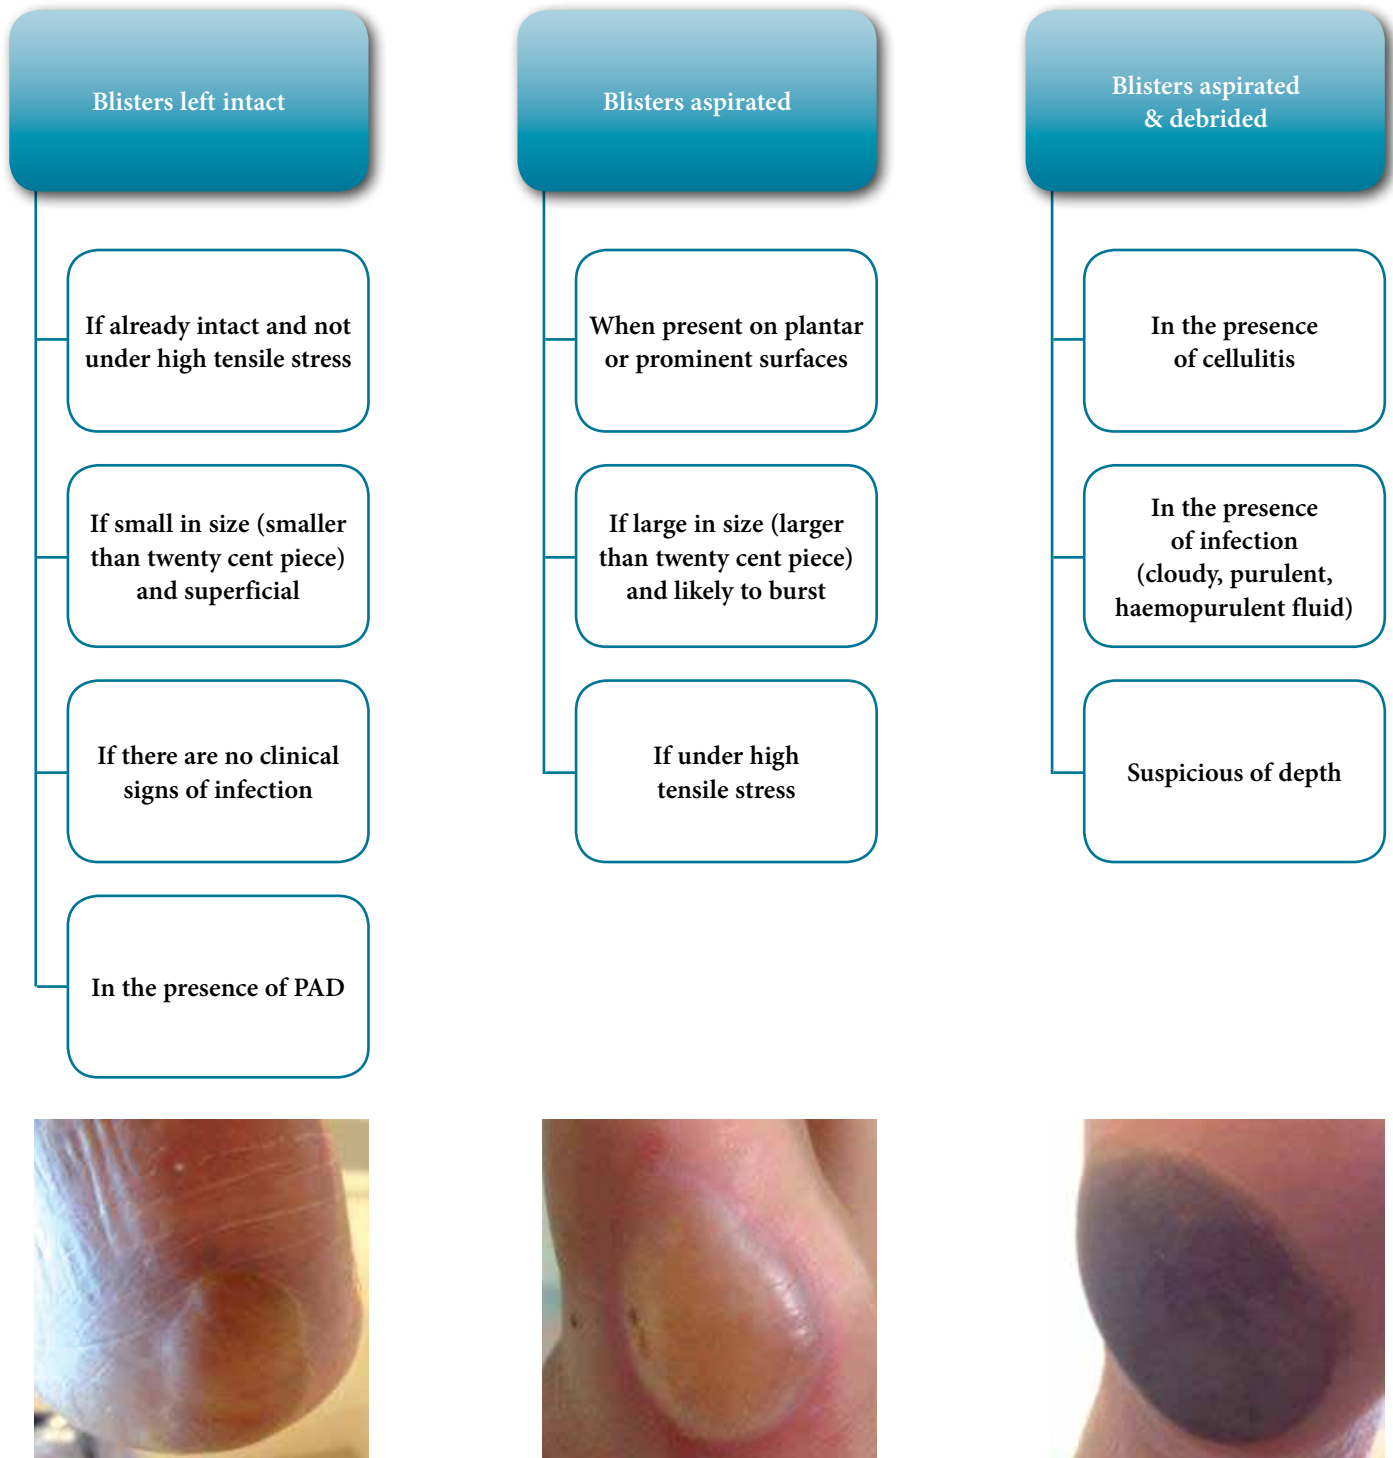 Blisters left intact
If already intact and not
under high tensile stress
If small in size (smaller
than twenty cent piece)
and superficial
If there are no clinical
signs of infection
In the presence of PAD
Blisters aspirated
When present on plantar
or prominent surfaces
If large in size (larger
than twenty cent piece)
and likely to burst
If under high
tensile stress
Blisters aspirated
& debrided
In the presence
of cellulitis
In the presence
of infection
(cloudy, purulent,
haemopurulent fluid)
Suspicious of depth